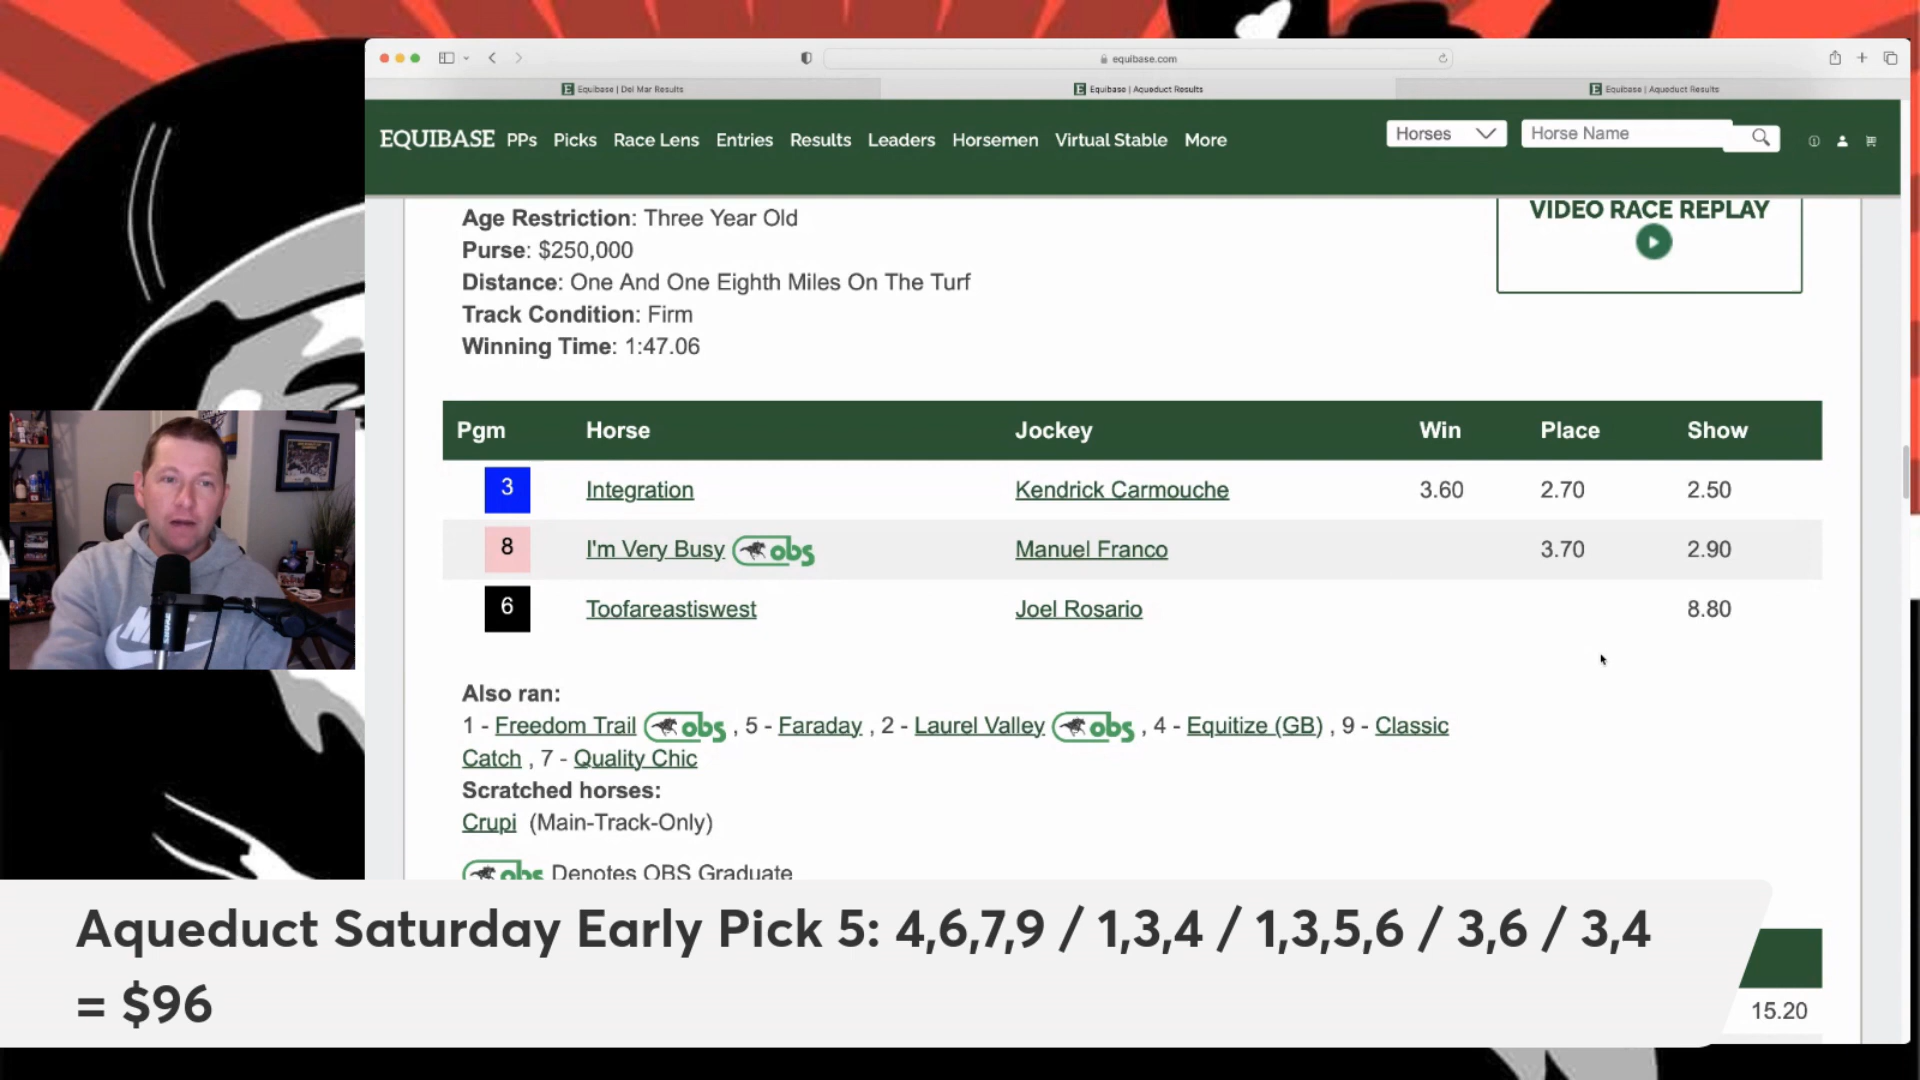 equibase.com
Equibase | Del Mar Results
Equibase | Aqueduct Results
Equibase | Aqueduct Results
EQUIBASE PPs Picks Race Lens Entries Results Leaders Horsemen Virtual Stable More
Horses
Horse Name
Age Restriction: Three Year Old
VIDEO RACE REPLAY
Purse: $250,000
Distance: One And One Eighth Miles On The Turf
Track Condition: Firm
Winning Time: 1:47.06
Pgm Horse Jockey Win Place Show
3 Integration Kendrick Carmouche 3.60 2.70 2.50
8 I'm Very Busy obs Manuel Franco 3.70 2.90
6 Toofareastiswest Joel Rosario 8.80
Also ran:
1 - Freedom Trail obs , 5 - Faraday , 2 - Laurel Valley obs , 4 - Equitize (GB) , 9 - Classic
Catch , 7 - Quality Chic
Scratched horses:
Crupi (Main-Track-Only)
obs Denotes OBS Graduate
Aqueduct Saturday Early Pick 5: 4,6,7,9 / 1,3,4 / 1,3,5,6 / 3,6 / 3,4
= $96
15.20